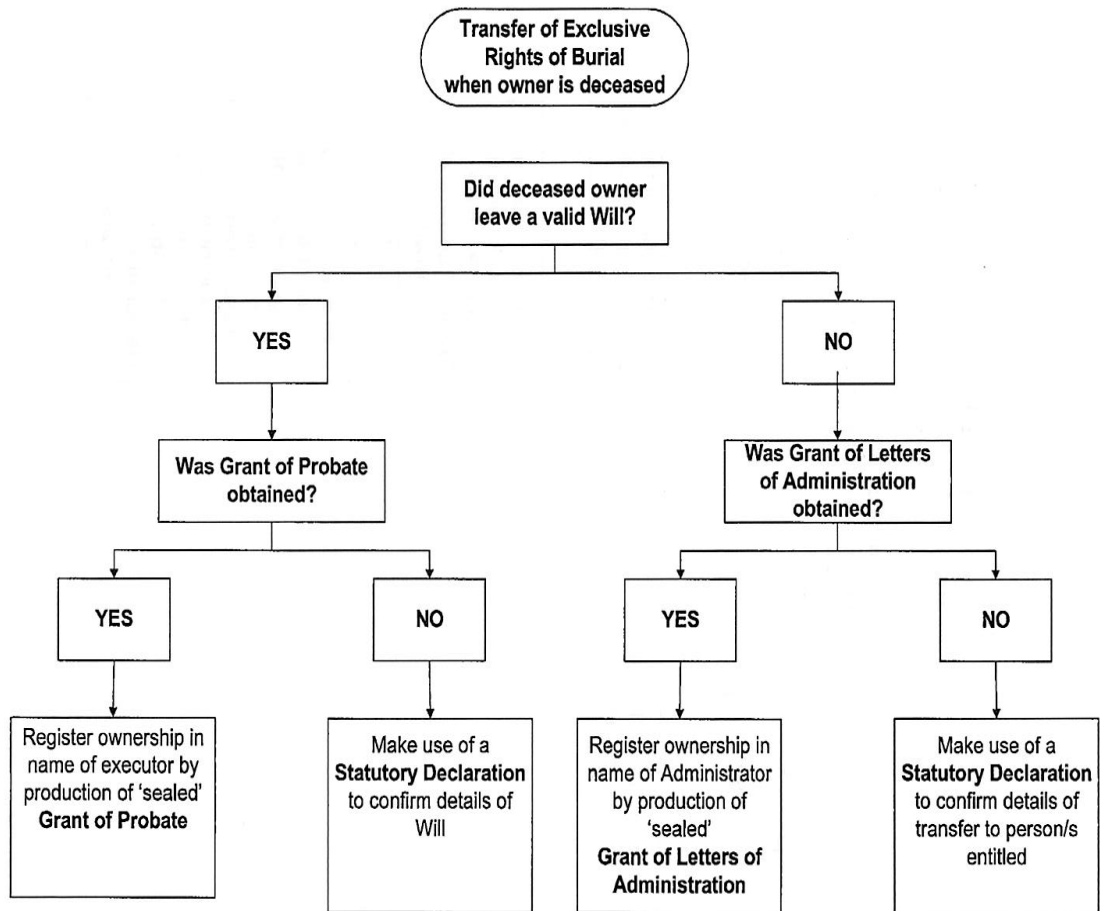 Transfer of Exclusive
Rights of Burial
when owner is deceased
Did deceased owner
leave a valid Will?
YES
NO
Was Grant of Probate
obtained?
Was Grant of Letters
of Administration
obtained?
YES
NO
YES
NO
Register ownership in
name of executor by
production of ‘sealed’
Grant of Probate
Make use of a
Statutory Declaration
to confirm details of
Will
Register ownership in
name of Administrator
by production of
‘sealed’
Grant of Letters of
Administration
Make use of a
Statutory Declaration
to confirm details of
transfer to person/s
entitled